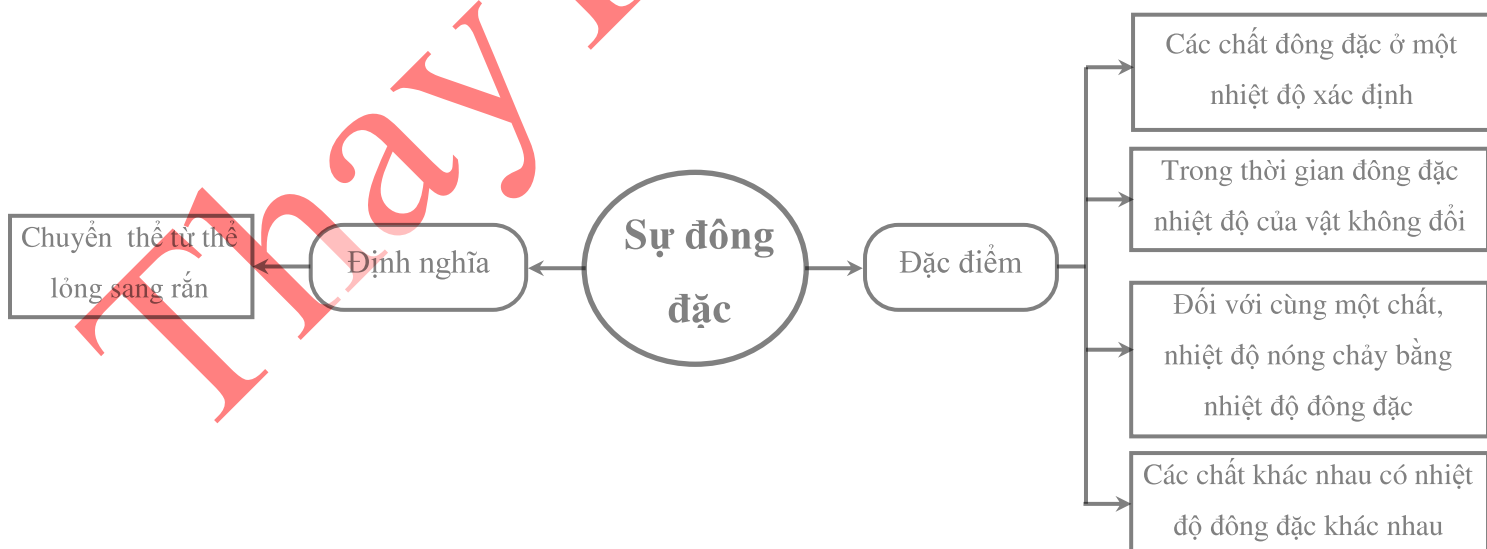 Các chất đông đặc ở một
nhiệt độ xác định
Trong thời gian đông đặc
nhiệt độ của vật không đổi
Chuyển thể từ thể
lỏng sang rắn
Định nghĩa
Sự đông
đặc
Đặc điểm
Đối với cùng một chất,
nhiệt độ nóng chảy bằng
nhiệt độ đông đặc
Các chất khác nhau có nhiệt
độ đông đặc khác nhau
Thay